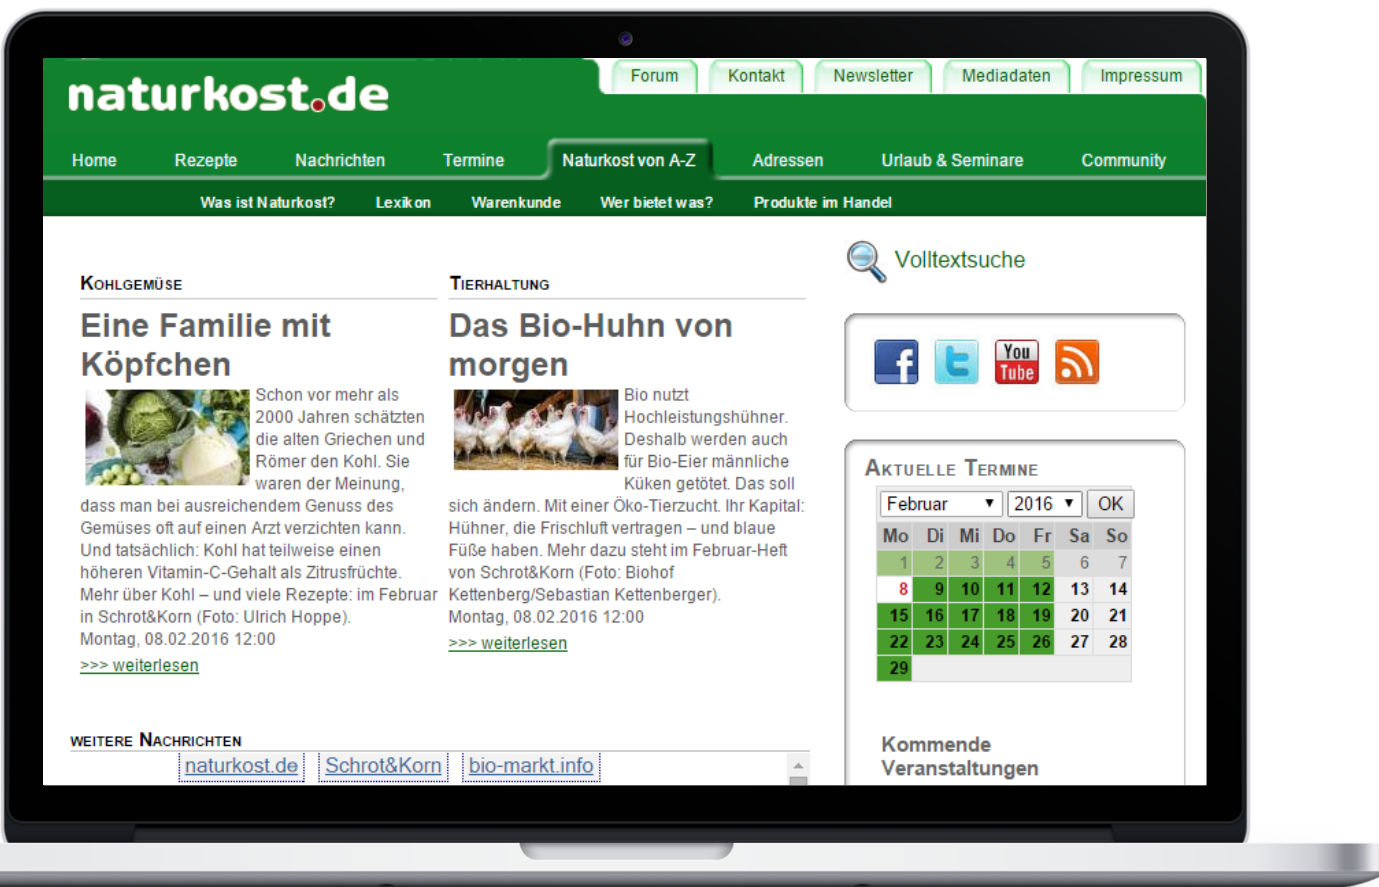 naturkost.de
Forum
Kontakt
Newsletter
Mediadaten
Impressum
Home
Rezepte
Nachrichten
Termine
Naturkost von A-Z
Adressen
Urlaub & Seminare
Community
Was ist Naturkost?
Lexikon
Warenkunde
Wer bietet was?
Produkte im Handel
Kohlgemüse
Eine Familie mit
Köpfchen
Schon vor mehr als
2000 Jahren schätzten
die alten Griechen und
Römer den Kohl. Sie
waren der Meinung,
dass man bei ausreichendem Genuss des
Gemüses oft auf einen Arzt verzichten kann.
Und tatsächlich: Kohl hat teilweise einen
höheren Vitamin-C-Gehalt als Zitrusfrüchte.
Mehr über Kohl – und viele Rezepte: im Februar
in Schrot&Korn (Foto: Ulrich Hoppe).
Montag, 08.02.2016 12:00
>>> weiterlesen
Tierhaltung
Das Bio-Huhn von
morgen
Bio nutzt
Hochleistungshühner.
Deshalb werden auch
für Bio-Eier männliche
Küken getötet. Das soll
sich ändern. Mit einer Öko-Tierzucht. Ihr Kapital:
Hühner, die Frischluft vertragen – und blaue
Füße haben. Mehr dazu steht im Februar-Heft
von Schrot&Korn (Foto: Biohof
Kettenberg/Sebastian Kettenberger).
Montag, 08.02.2016 12:00
>>> weiterlesen
weitere Nachrichten
naturkost.de
Schrot&Korn
bio-markt.info
Volltextsuche
f
t
You
Tube
Aktuelle Termine
Februar 2016 OK
Mo Di Mi Do Fr Sa So
1 2 3 4 5 6 7
8 9 10 11 12 13 14
15 16 17 18 19 20 21
22 23 24 25 26 27 28
29
Kommende
Veranstaltungen